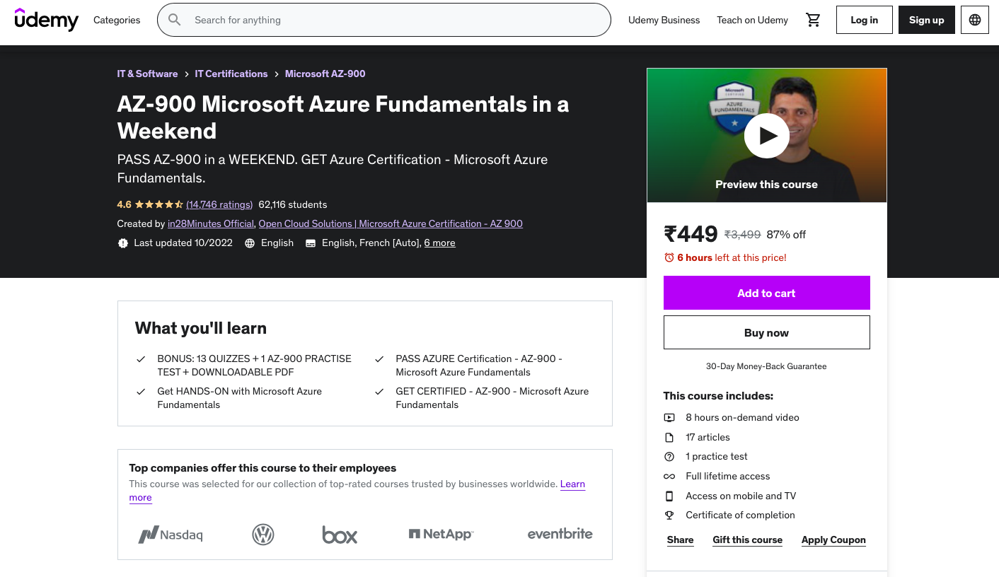 udemy
Categories
Search for anything
Udemy Business
Teach on Udemy
Log in
Sign up
IT & Software
IT Certifications
Microsoft AZ-900
AZ-900 Microsoft Azure Fundamentals in a
Weekend
PASS AZ-900 in a WEEKEND. GET Azure Certification - Microsoft Azure
Fundamentals.
4.6 (14,746 ratings) 62,116 students
Created by in28Minutes Official, Open Cloud Solutions | Microsoft Azure Certification - AZ 900
Last updated 10/2022
English
English, French [Auto], 6 more
Microsoft
CERTIFIED
AZURE
FUNDAMENTALS
Preview this course
₹449 ₹3,499 87% off
6 hours left at this price!
Add to cart
Buy now
30-Day Money-Back Guarantee
This course includes:
8 hours on-demand video
17 articles
1 practice test
Full lifetime access
Access on mobile and TV
Certificate of completion
Share
Gift this course
Apply Coupon
What you'll learn
BONUS: 13 QUIZZES + 1 AZ-900 PRACTISE
TEST + DOWNLOADABLE PDF
PASS AZURE Certification - AZ-900 -
Microsoft Azure Fundamentals
Get HANDS-ON with Microsoft Azure
Fundamentals
GET CERTIFIED - AZ-900 - Microsoft Azure
Fundamentals
Top companies offer this course to their employees
This course was selected for our collection of top-rated courses trusted by businesses worldwide. Learn
more
Nasdaq
VW
box
NetApp™
eventbrite